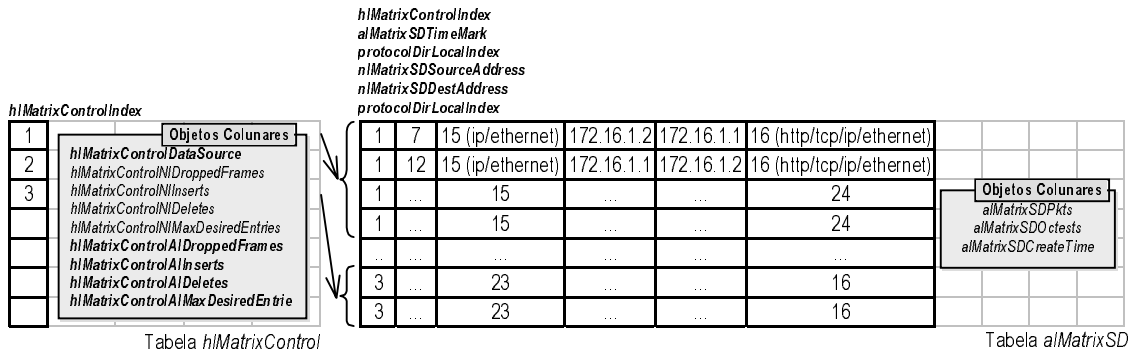 hlMatrixControlIndex
alMatrixSDTimeMark
protocolDirLocalIndex
nlMatrixSDSourceAddress
nlMatrixSDDestAddress
protocolDirLocalIndex
hlMatrixControlIndex
1
2
3
Objetos Colunares
hlMatrixControlDataSource
hlMatrixControlNlDroppedFrames
hlMatrixControlNlInserts
hlMatrixControlNlDeletes
hlMatrixControlNlMaxDesiredEntries
hlMatrixControlAlDroppedFrames
hlMatrixControlAlInserts
hlMatrixControlAlDeletes
hlMatrixControlAlMaxDesiredEntrie
Tabela hlMatrixControl
1 7 15 (ip/ethernet) 172.16.1.2 172.16.1.1 16 (http/tcp/ip/ethernet)
1 12 15 (ip/ethernet) 172.16.1.1 172.16.1.2 16 (http/tcp/ip/ethernet)
1 ... 15 ... ... 24
1 ... 15 ... ... 24
.. ... ... ... ... ...
3 ... 23 ... ... 16
3 ... 23 ... ... 16
Objetos Colunares
alMatrixSDPkts
alMatrixSDOctests
alMatrixSDCreateTime
Tabela alMatrixSD